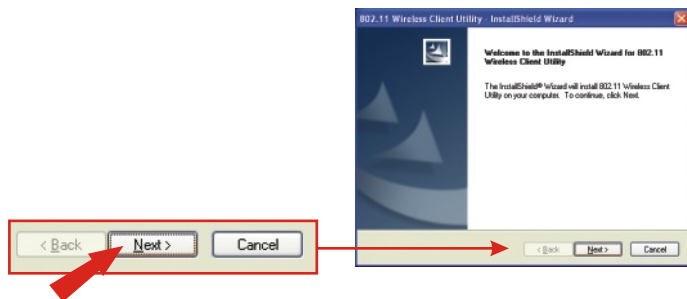 802.11 Wireless Client Utility - InstallShield Wizard
Welcome to the InstallShield Wizard for 802.11
Wireless Client Utility
The InstallShield® Wizard will install 802.11 Wireless Client
Utility on your computer. To continue, click Next.
< Back Next > Cancel
< Back Next > Cancel